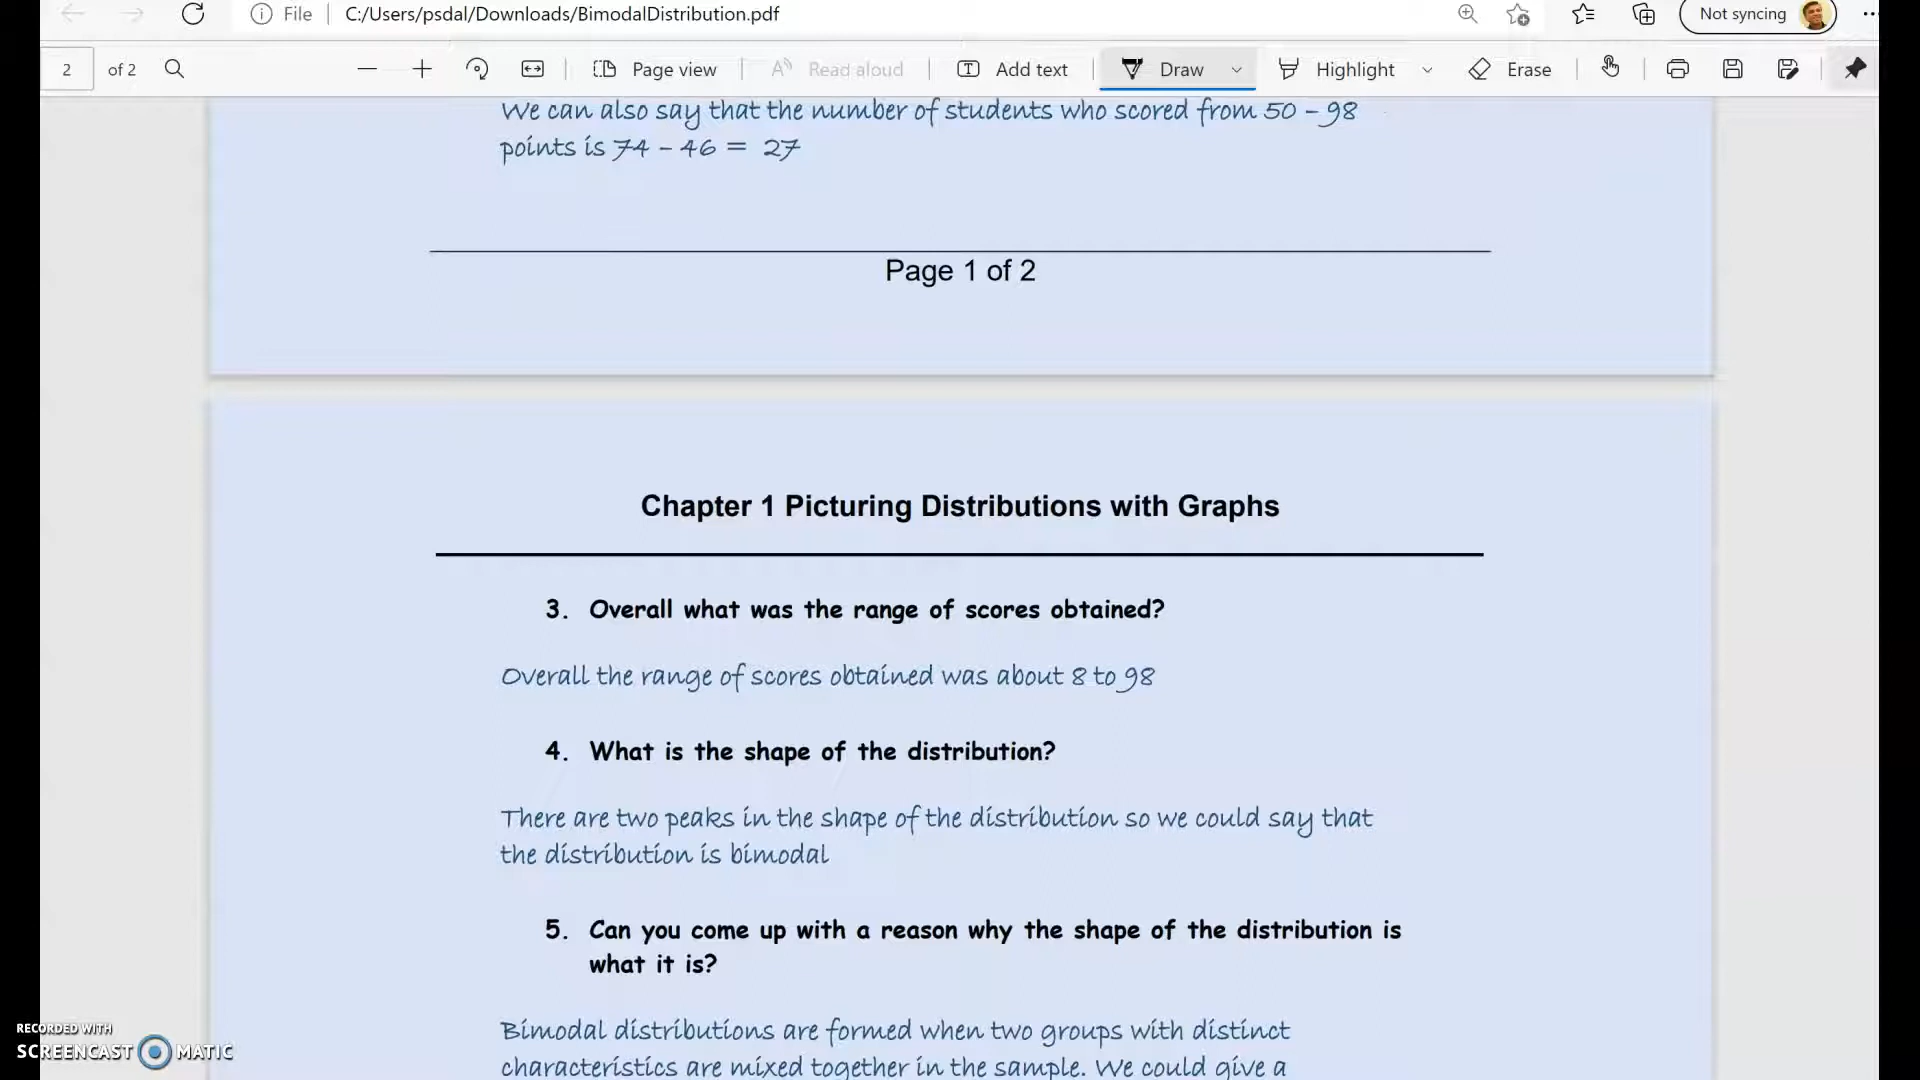 File
C:/Users/psdal/Downloads/BimodalDistribution.pdf
Not syncing
2 of 2
Page view
Read aloud
Add text
Draw
Highlight
Erase
We can also say that the number of students who scored from 50 – 98
points is 74 – 46 = 27
Page 1 of 2
Chapter 1 Picturing Distributions with Graphs
3. Overall what was the range of scores obtained?
Overall the range of scores obtained was about 8 to 98
4. What is the shape of the distribution?
There are two peaks in the shape of the distribution so we could say that
the distribution is bimodal
5. Can you come up with a reason why the shape of the distribution is
what it is?
Bimodal distributions are formed when two groups with distinct
characteristics are mixed together in the sample. We could give a
RECORDED WITH
SCREENCAST MATIC